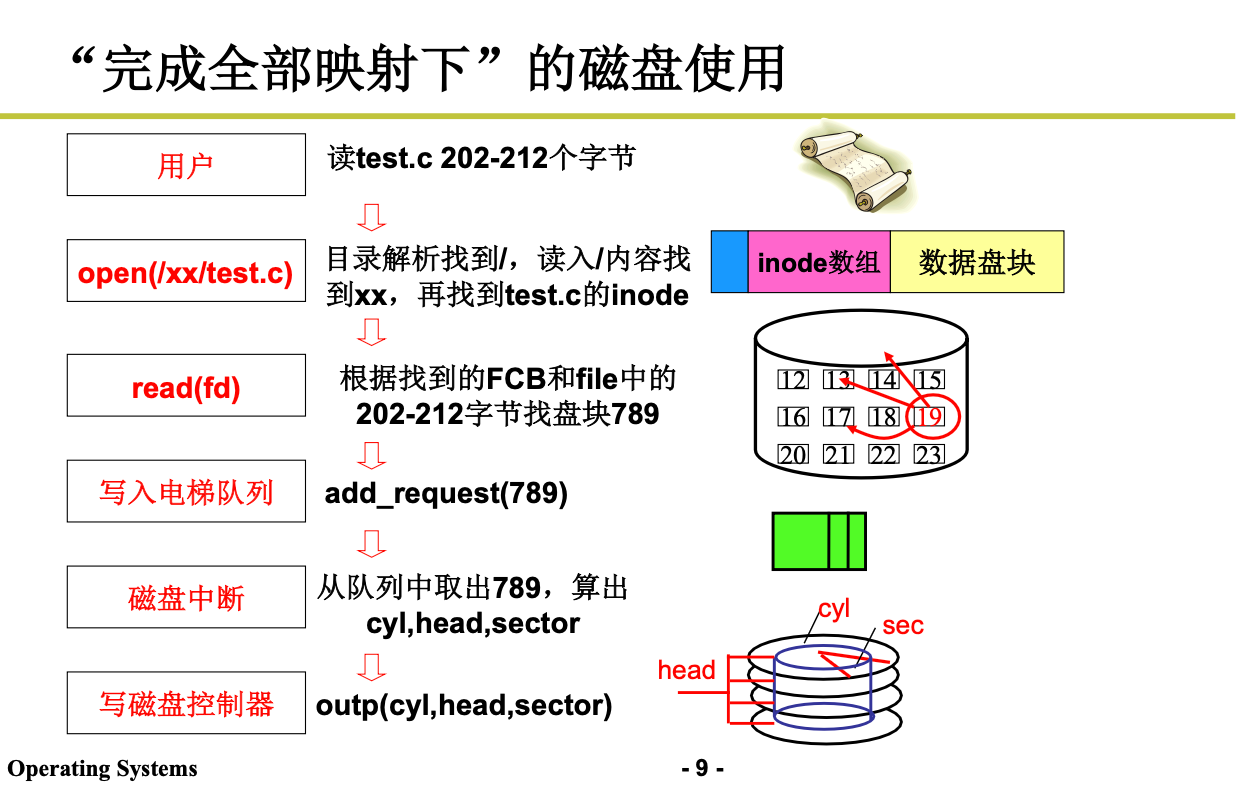 “完成全部映射下”的磁盘使用
用户
读test.c 202-212个字节
open(/xx/test.c)
目录解析找到/，读入/内容找
到xx，再找到test.c的inode
inode数组
数据盘块
read(fd)
根据找到的FCB和file中的
202-212字节找盘块789
12 13 14 15
16 17 18 19
20 21 22 23
写入电梯队列
add_request(789)
磁盘中断
从队列中取出789，算出
cyl,head,sector
cyl
sec
head
写磁盘控制器
outp(cyl,head,sector)
Operating Systems
- 9 -